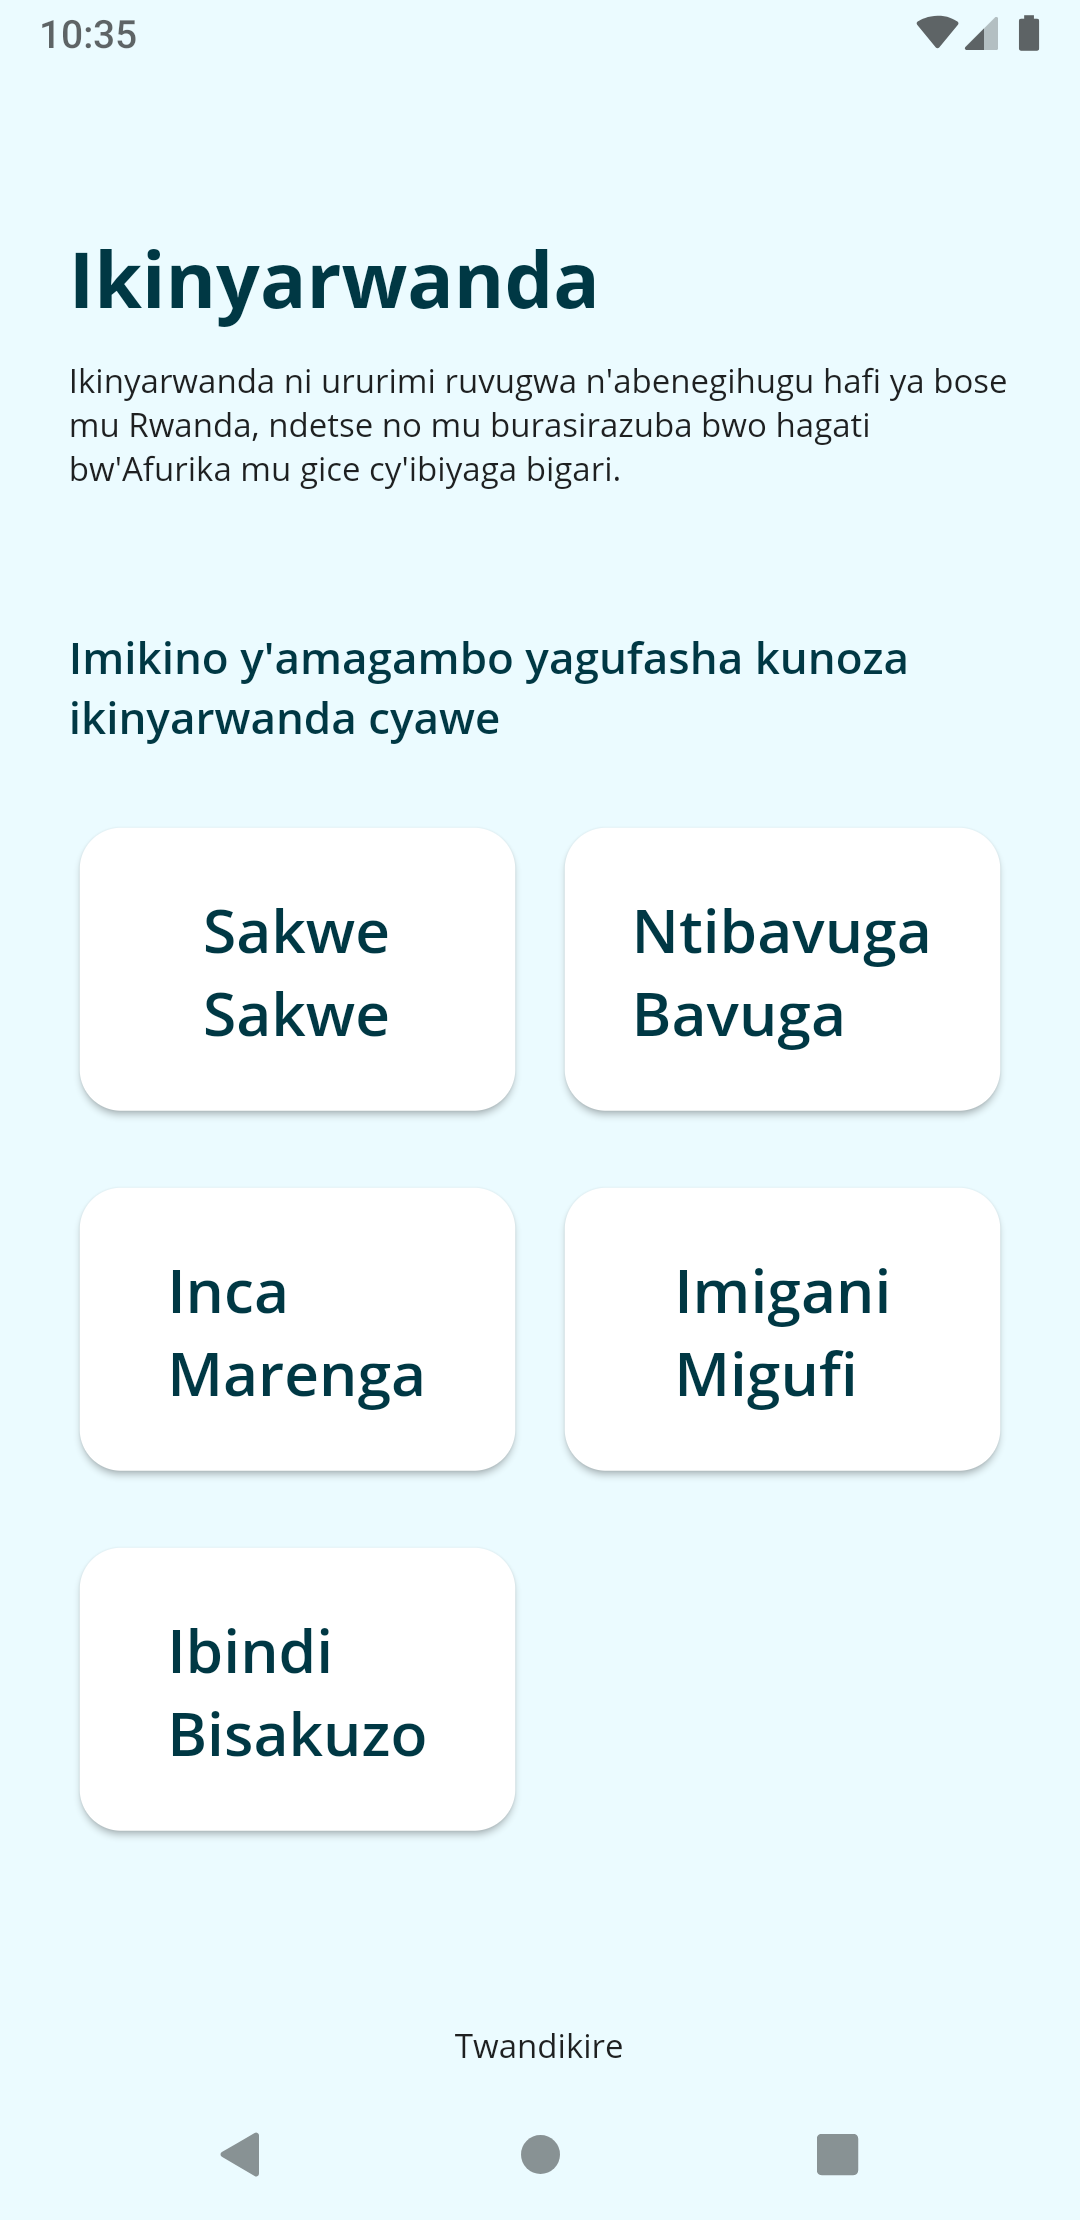 10:35
Ikinyarwanda
Ikinyarwanda ni ururimi ruvugwa n'abenegihugu hafi ya bose
mu Rwanda, ndetse no mu burasirazuba bwo hagati
bw'Afurika mu gice cy'ibiyaga bigari.
Imikino y'amagambo yagufasha kunoza
ikinyarwanda cyawe
Sakwe
Sakwe
Ntibavuga
Bavuga
Inca
Marenga
Imigani
Migufi
Ibindi
Bisakuzo
Twandikire